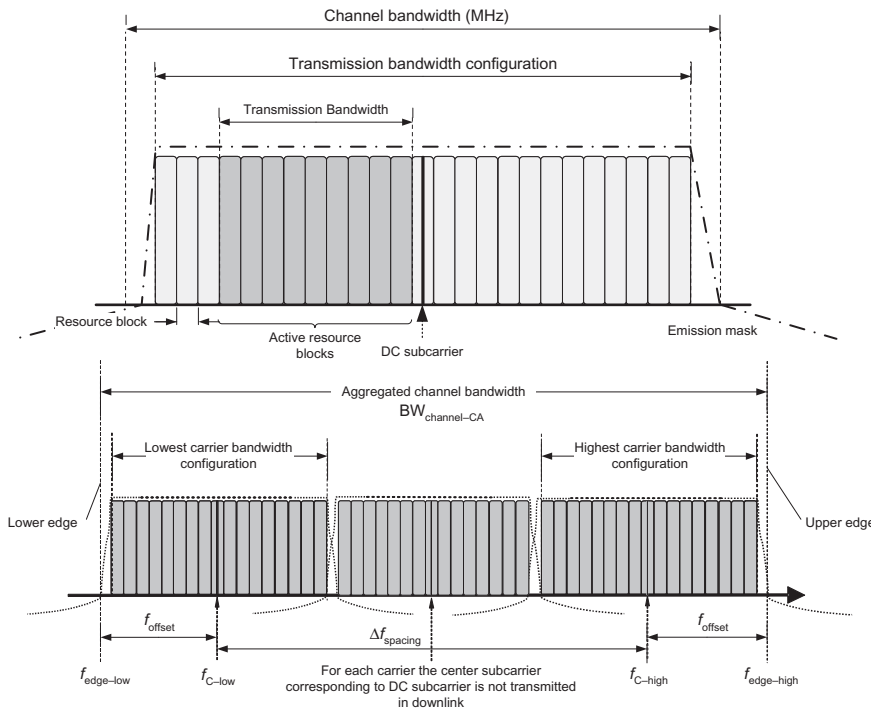 Channel bandwidth (MHz)
Transmission bandwidth configuration
Transmission Bandwidth
Resource block
Active resource
blocks
DC subcarrier
Emission mask
Aggregated channel bandwidth
BWchannel–CA
Lowest carrier bandwidth
configuration
Highest carrier bandwidth
configuration
Lower edge
Upper edge
foffset
Δfspacing
foffset
fedge–low
fC–low
For each carrier the center subcarrier
corresponding to DC subcarrier is not transmitted
in downlink
fC–high
fedge–high